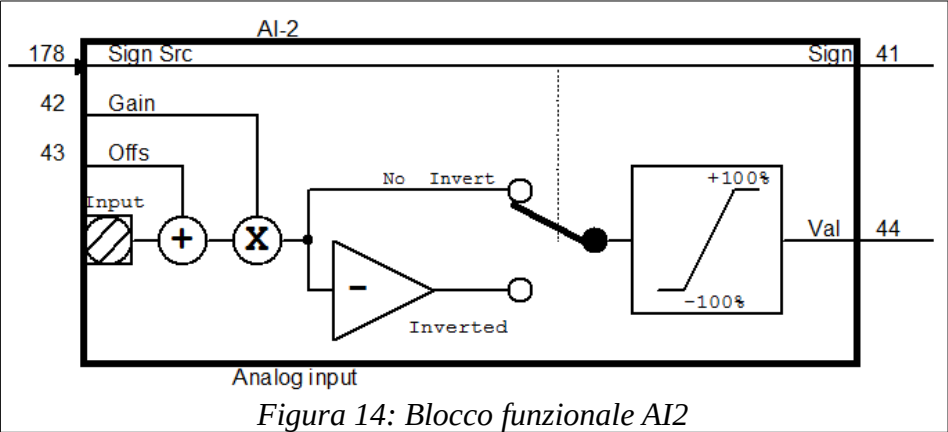 AI-2
178 Sign Src Sign 41
42 Gain
43 Offs
No Invert +100%
Input
+ X Val 44
-
-100%
Inverted
Analog input
Figura 14: Blocco funzionale AI2